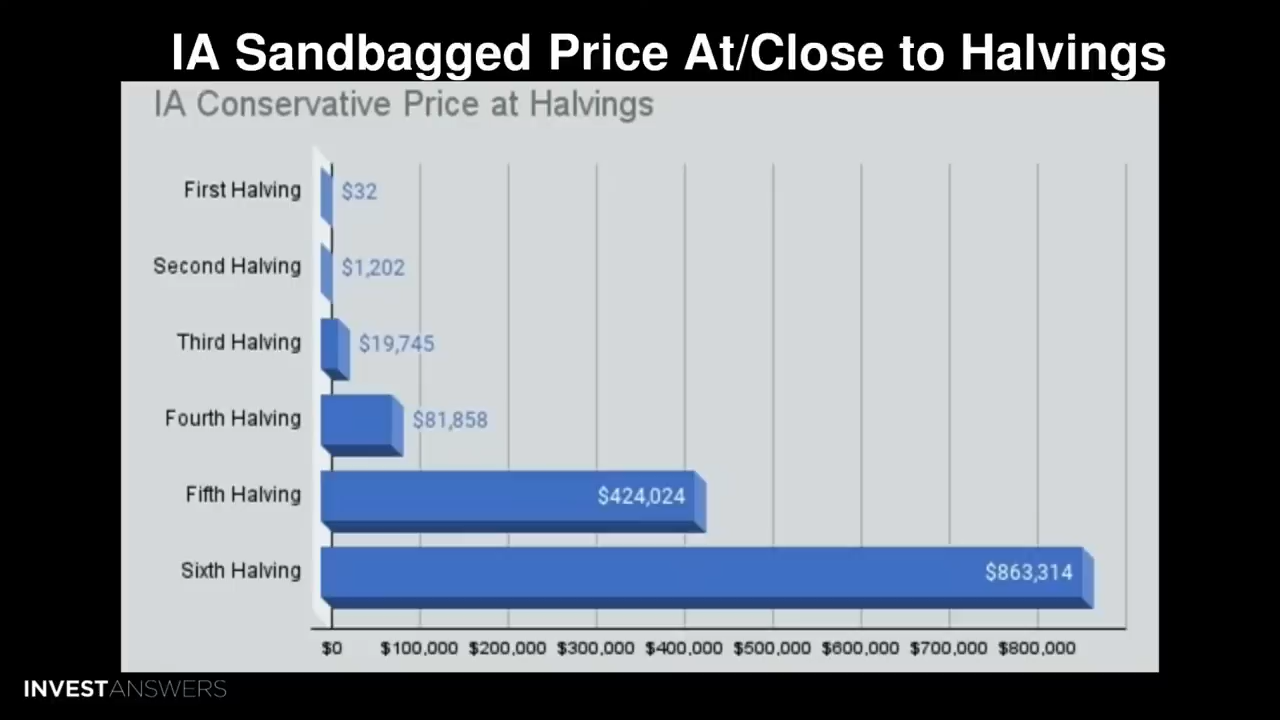 IA Sandbagged Price At/Close to Halvings
IA Conservative Price at Halvings
First Halving $32
Second Halving $1,202
Third Halving $19,745
Fourth Halving $81,858
Fifth Halving $424,024
Sixth Halving $863,314
$0 $100,000 $200,000 $300,000 $400,000 $500,000 $600,000 $700,000 $800,000
INVESTANSWERS